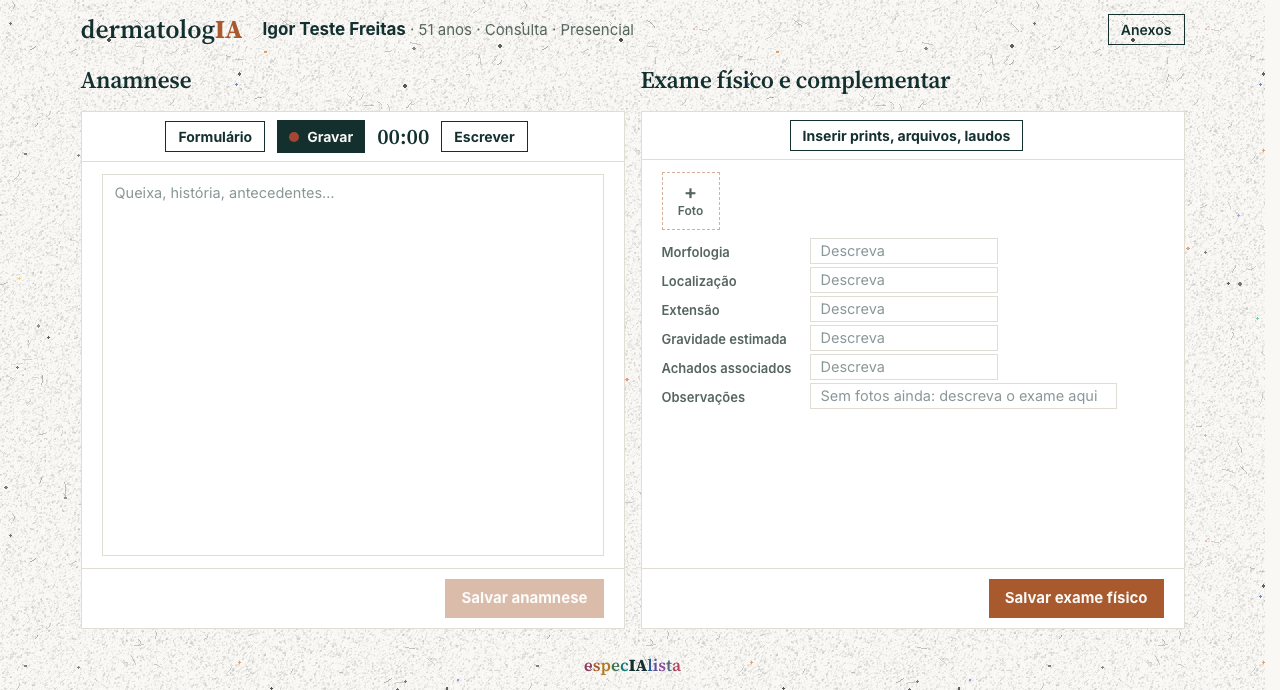 dermatologIA
Igor Teste Freitas · 51 anos · Consulta · Presencial
Anexos
Anamnese
Formulário
Gravar
00:00
Escrever
Queixa, história, antecedentes...
Salvar anamnese
Exame físico e complementar
Inserir prints, arquivos, laudos
+
Foto
Morfologia
Descreva
Localização
Descreva
Extensão
Descreva
Gravidade estimada
Descreva
Achados associados
Descreva
Observações
Sem fotos ainda: descreva o exame aqui
Salvar exame físico
especIAlista